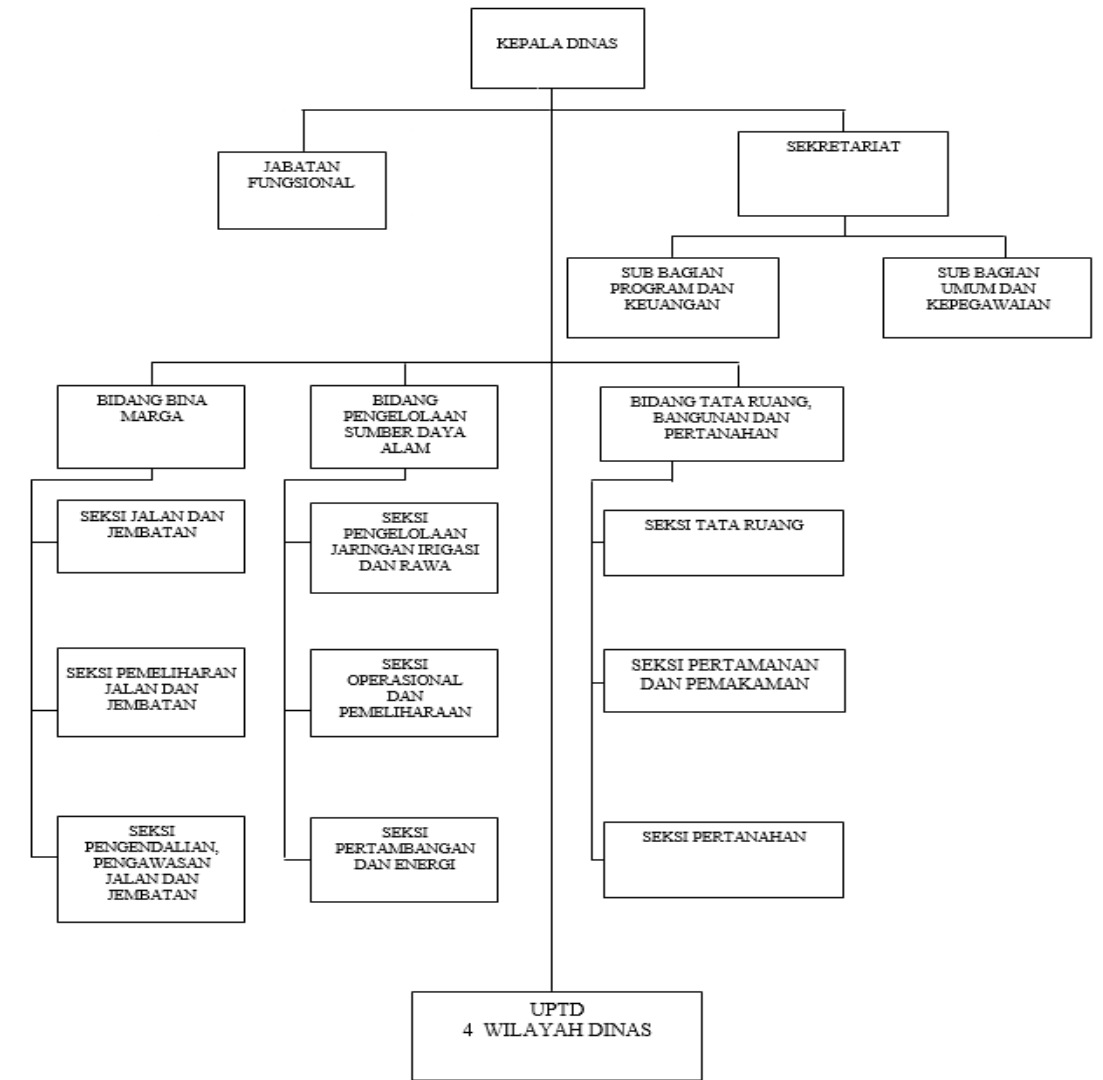 KEPALA DINAS
JABATAN
FUNGSIONAL
SEKRETARIAT
SUB BAGIAN
PROGRAM DAN
KEUANGAN
SUB BAGIAN
UMUM DAN
KEPEGAWAIAN
BIDANG BINA
MARGA
BIDANG
PENGELOLAAN
SUMBER DAYA
ALAM
BIDANG TATA RUANG,
BANGUNAN DAN
PERTANAHAN
SEKSI JALAN DAN
JEMBATAN
SEKSI
PENGELOLAAN
JARINGAN IRIGASI
DAN RAWA
SEKSI TATA RUANG
SEKSI PEMELIHARAN
JALAN DAN
JEMBATAN
SEKSI
OPERASIONAL
DAN
PEMELIHARAAN
SEKSI PERTAMANAN
DAN PEMAKAMAN
SEKSI
PENGENDALIAN,
PENGAWASAN
JALAN DAN
JEMBATAN
SEKSI
PERTAMBANGAN
DAN ENERGI
SEKSI PERTANAHAN
UPTD
4 WILAYAH DINAS